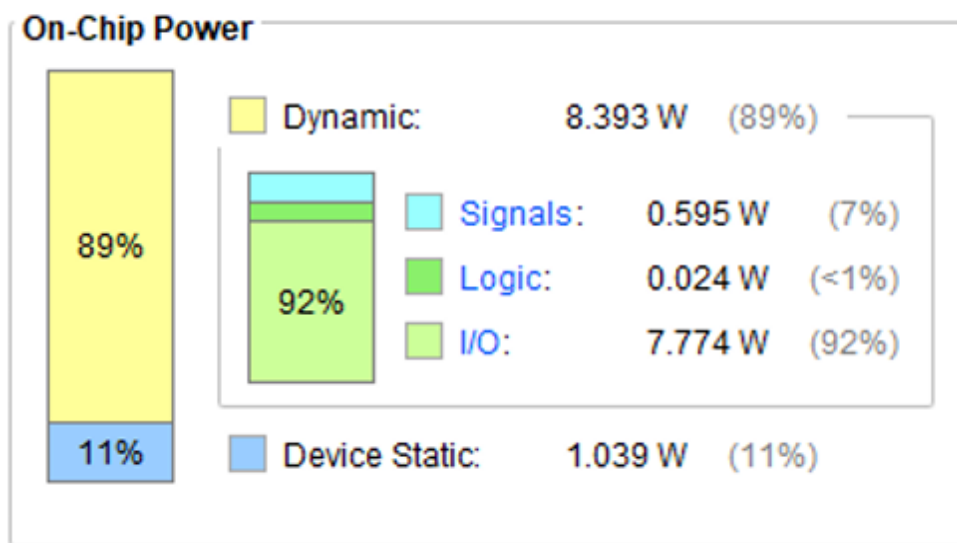 On-Chip Power
89%
11%
Dynamic: 8.393 W (89%)
92%
Signals: 0.595 W (7%)
Logic: 0.024 W (<1%)
I/O: 7.774 W (92%)
Device Static: 1.039 W (11%)